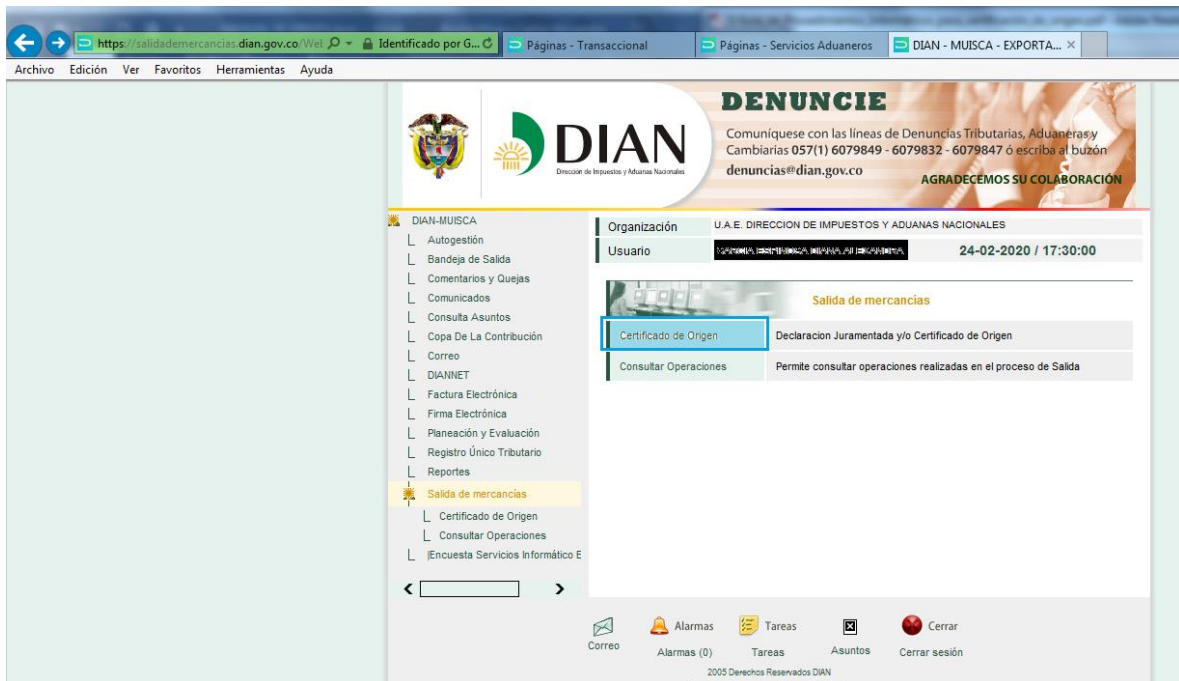 https://salidademercancias.dian.gov.co/Wel
Identificado por G...
Páginas - Transaccional
Páginas - Servicios Aduaneros
DIAN - MUISCA - EXPORTA...
Archivo Edición Ver Favoritos Herramientas Ayuda
DIAN
Dirección de Impuestos y Aduanas Nacionales
DENUNCIE
Comuníquese con las líneas de Denuncias Tributarias, Aduaneras y
Cambiarias 057(1) 6079849 - 6079832 - 6079847 ó escriba al buzón
denuncias@dian.gov.co
AGRADECEMOS SU COLABORACIÓN
DIAN-MUISCA
Autogestión
Bandeja de Salida
Comentarios y Quejas
Comunicados
Consulta Asuntos
Copa De La Contribución
Correo
DIANNET
Factura Electrónica
Firma Electrónica
Planeación y Evaluación
Registro Único Tributario
Reportes
Salida de mercancías
Certificado de Origen
Consultar Operaciones
|Encuesta Servicios Informático E
Organización U.A.E. DIRECCION DE IMPUESTOS Y ADUANAS NACIONALES
Usuario 24-02-2020 / 17:30:00
Salida de mercancias
Certificado de Origen Declaracion Juramentada y/o Certificado de Origen
Consultar Operaciones Permite consultar operaciones realizadas en el proceso de Salida
Correo
Alarmas
Alarmas (0)
Tareas
Tareas
Asuntos
Cerrar
Cerrar sesión
2005 Derechos Reservados DIAN